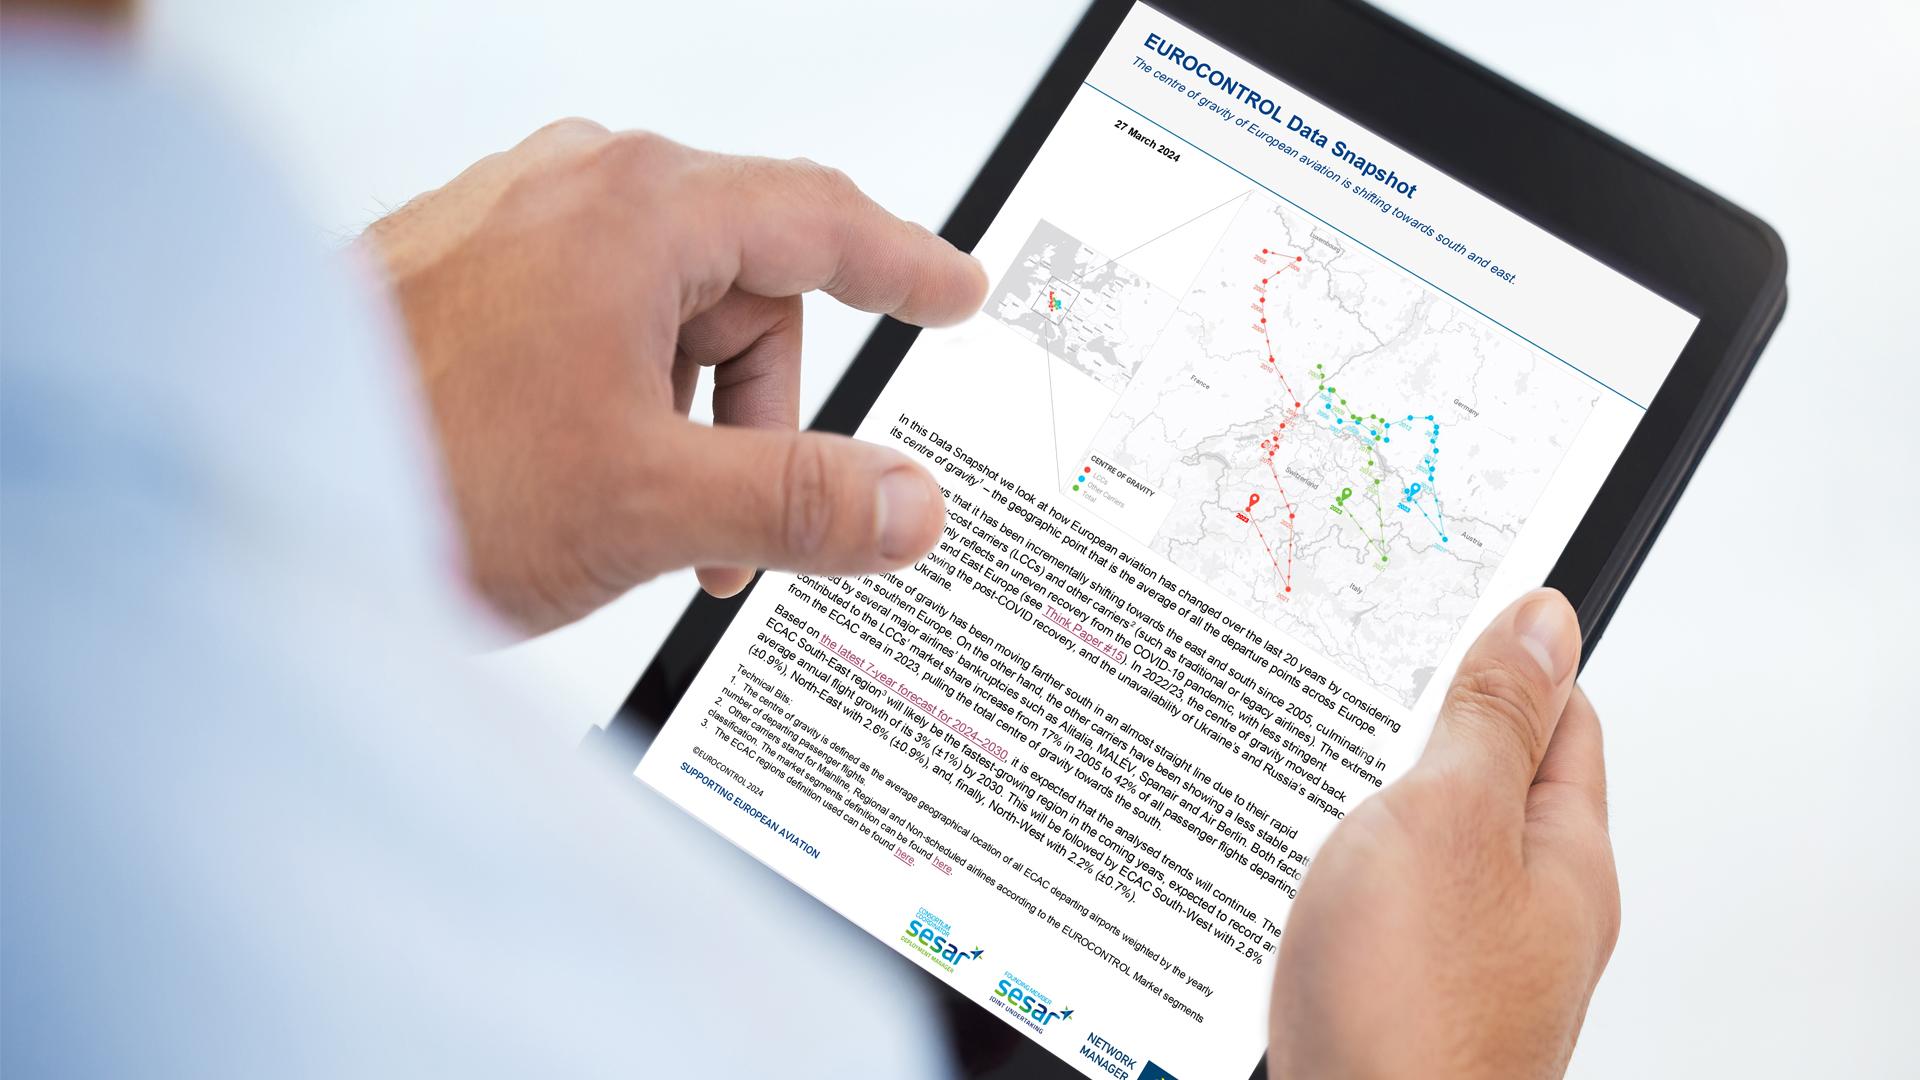 EUROCONTROL Data Snapshot
The centre of gravity of European aviation is shifting towards south and east.
27 March 2024
Luxembourg
2005
2006
2010
France
Germany
2012
Switzerland
2023
2023
2023
Austria
Italy
2021
CENTRE OF GRAVITY
LCCs
Other Carriers
Total
In this Data Snapshot we look at how European aviation has changed over the last 20 years by considering
its centre of gravity¹ – the geographic point that is the average of all the departure points across Europe.
that it has been incrementally shifting towards the east and south since 2005, culminating in
-cost carriers (LCCs) and other carriers² (such as traditional or legacy airlines). The extreme
reflects an uneven recovery from the COVID-19 pandemic, with less stringent
and East Europe (see Think Paper #15). In 2022/23, the centre of gravity moved back
the post-COVID recovery, and the unavailability of Ukraine's and Russia's
Ukraine.
centre of gravity has been moving farther south in an almost straight line due to their rapid
in southern Europe. On the other hand, the other carriers have been showing a less stable
by several major airlines' bankruptcies such as Alitalia, MALÉV, Spanair and Air Berlin. Both
contributed to the LCCs' market share increase from 17% in 2005 to 42% of all passenger flights departing
from the ECAC area in 2023, pulling the total centre of gravity towards the south.
Based on the latest 7-year forecast for 2024–2030, it is expected that the analysed trends will continue. The
ECAC South-East region³ will likely be the fastest-growing region in the coming years, expected to record an
average annual flight growth of its 3% (±1%) by 2030. This will be followed by ECAC South-West with 2.8%
(±0.9%), North-East with 2.6% (±0.9%), and, finally, North-West with 2.2% (±0.7%).
Technical Bits:
1. The centre of gravity is defined as the average geographical location of all ECAC departing airports weighted by the yearly
number of departing passenger flights.
2. Other carriers stand for Mainline, Regional and Non-scheduled airlines according to the EUROCONTROL Market segments
classification. The market segments definition can be found here.
3. The ECAC regions definition used can be found here.
©EUROCONTROL 2024
SUPPORTING EUROPEAN AVIATION
CONSORTIUM COORDINATOR
sesar
DEPLOYMENT MANAGER
FOUNDING MEMBER
sesar
JOINT UNDERTAKING
NETWORK
MANAGER